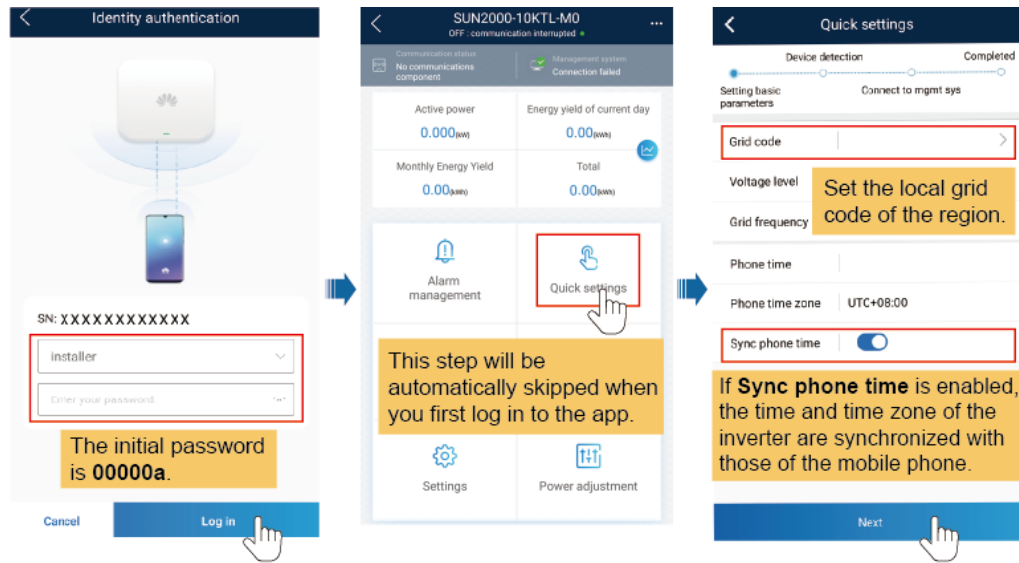 Identity authentication
SN: XXXXXXXXXXXX
installer
Enter your password.
The initial password
is 00000a.
Cancel
Log in
SUN2000-10KTL-M0
OFF : communication interrupted
Communication status
No communications
component
Management system
Connection failed
Active power
0.000(kW)
Energy yield of current day
0.00(kWh)
Monthly Energy Yield
0.00(kWh)
Total
0.00(kWh)
Alarm
management
Quick settings
This step will be
automatically skipped when
you first log in to the app.
Settings
Power adjustment
Quick settings
Device detection
Completed
Setting basic
parameters
Connect to mgmt sys
Grid code
Voltage level
Grid frequency
Set the local grid
code of the region.
Phone time
Phone time zone
UTC+08:00
Sync phone time
If Sync phone time is enabled,
the time and time zone of the
inverter are synchronized with
those of the mobile phone.
Next